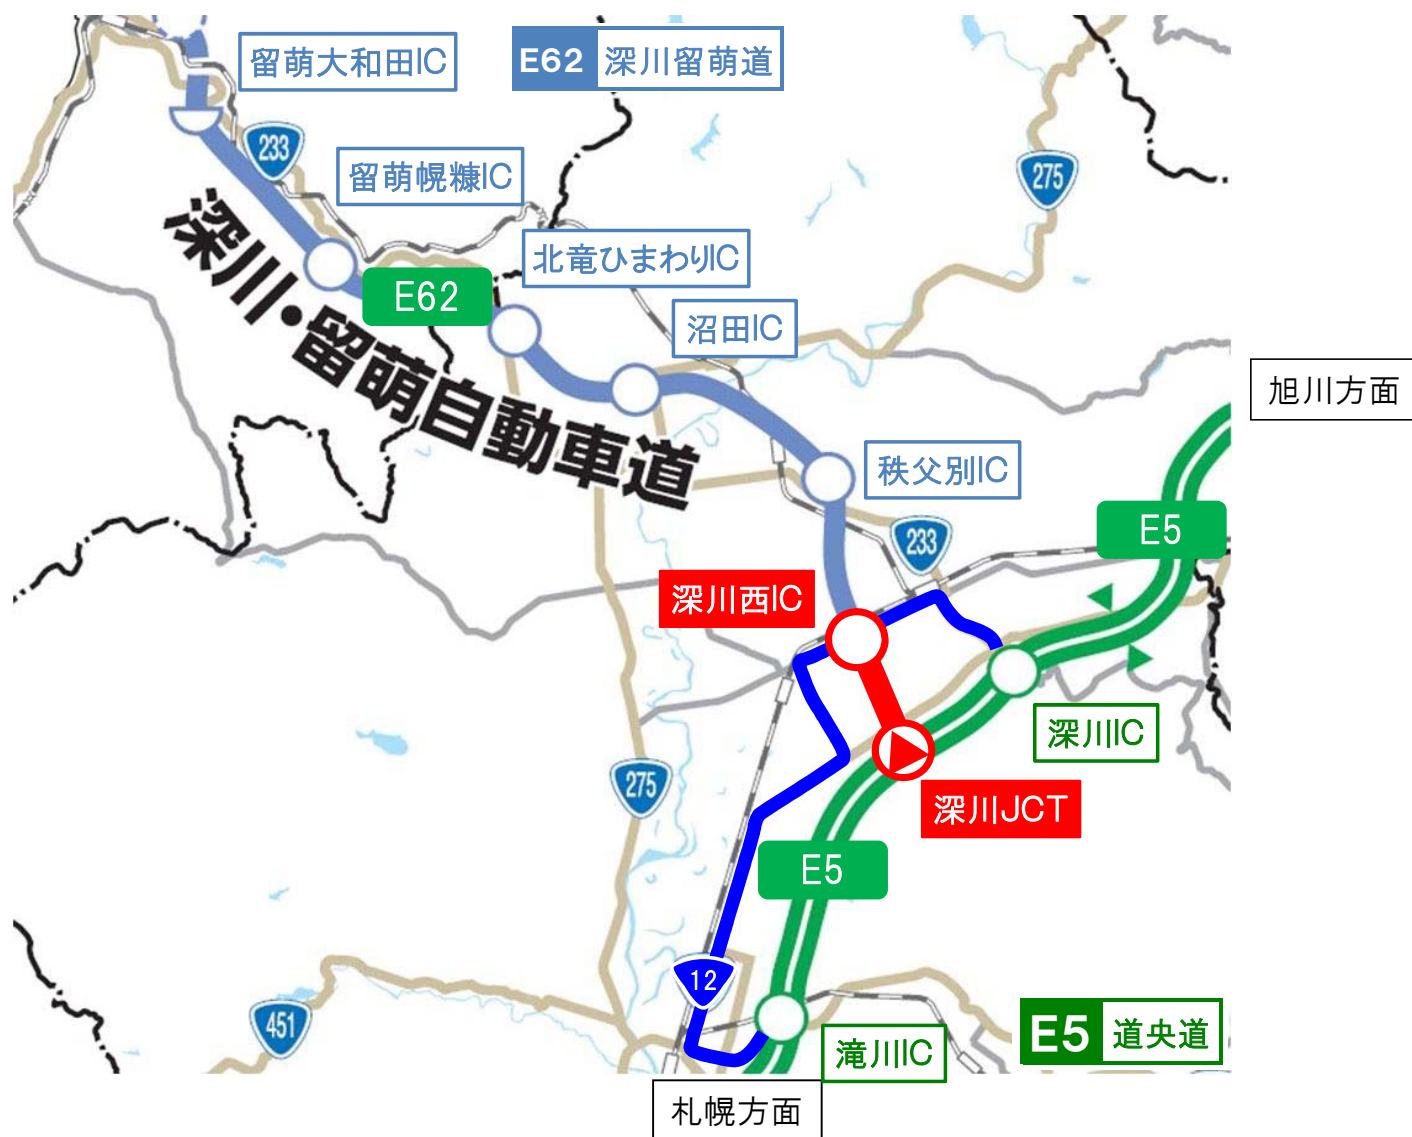 留萌大和田IC
E62 深川留萌道
233
留萌幌糠IC
275
北竜ひまわりIC
E62
沼田IC
深川・留萌自動車道
旭川方面
秩父別IC
E5
233
深川西IC
深川IC
275
深川JCT
E5
12
451
E5 道央道
滝川IC
札幌方面